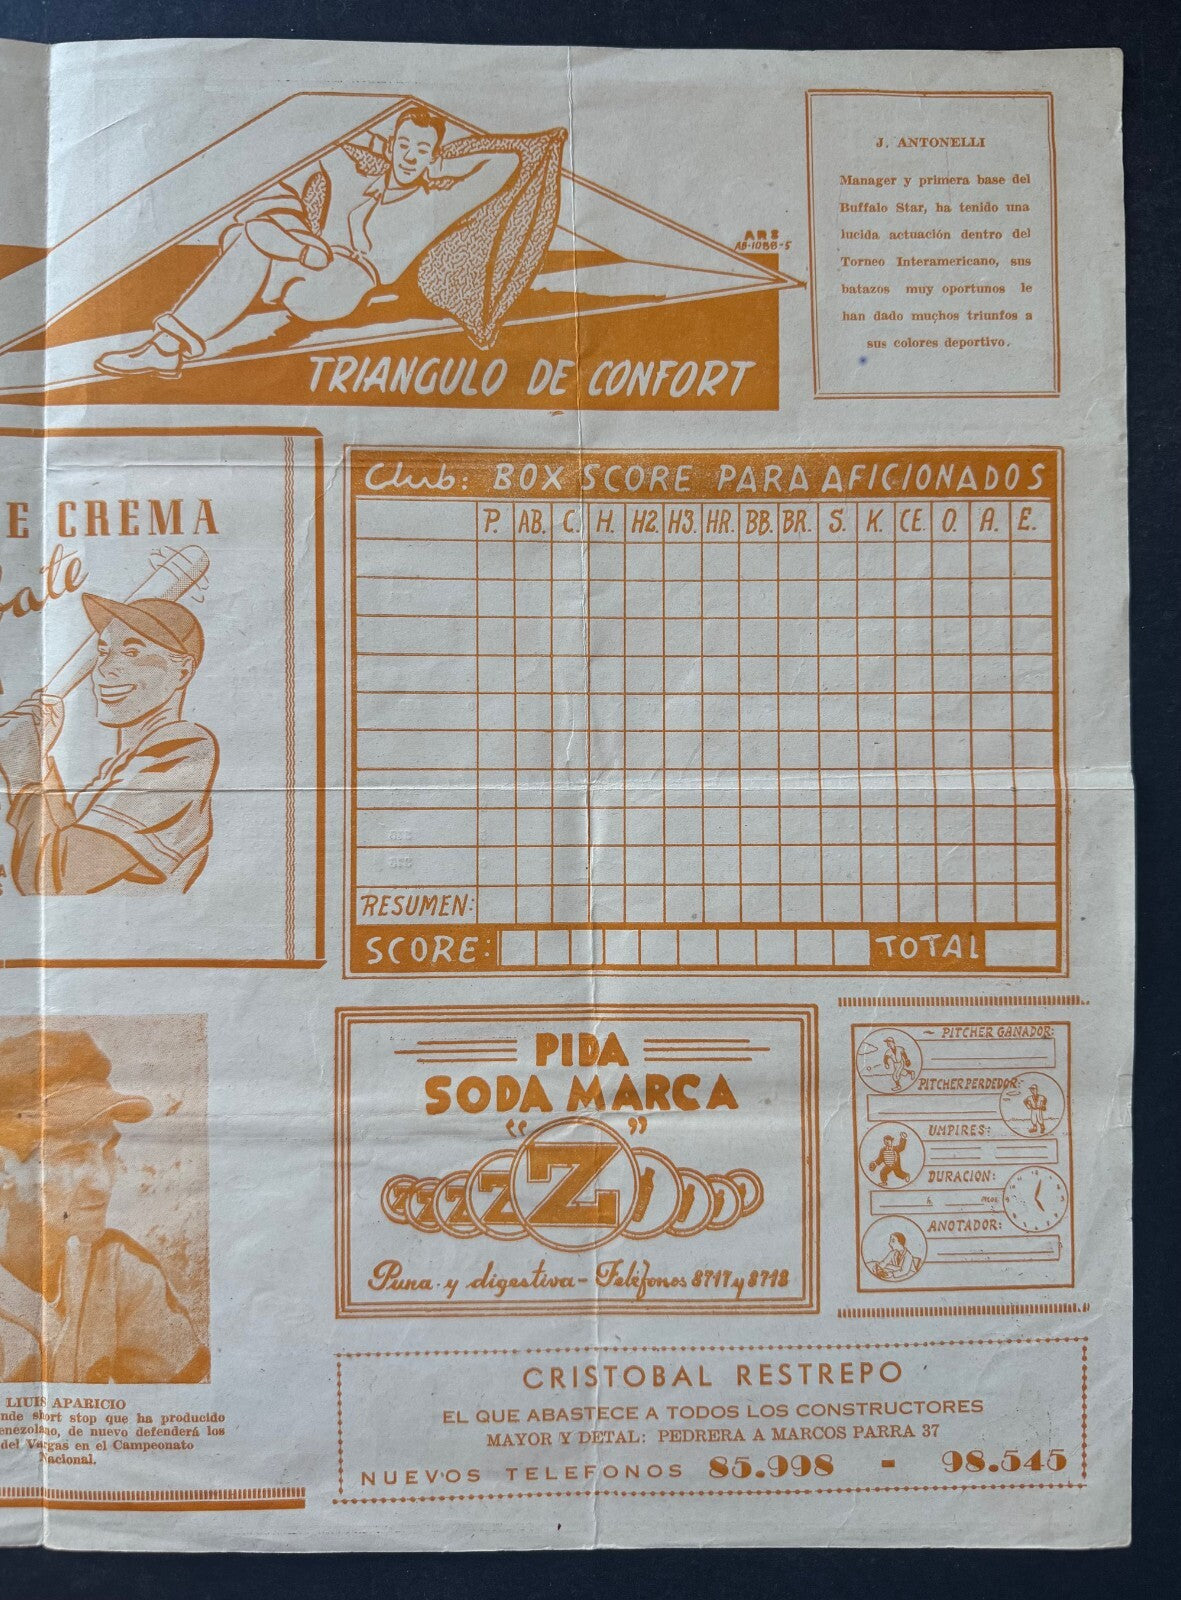 ARS
AB-1088-5
TRIANGULO DE CONFORT
J. ANTONELLI
Manager y primera base del
Buffalo Star, ha tenido una
lucida actuación dentro del
Torneo Interamericano, sus
batazos muy oportunos le
han dado muchos triunfos a
sus colores deportivo.
E CREMA
bate
Club: BOX SCORE PARA AFICIONADOS
P. AB. C. H. H2. H3. HR. BB. BR. S. K. CE. O. A. E.
RESUMEN:
SCORE: TOTAL
LIUIS APARICIO
nde short stop que ha producido
enezolano, de nuevo defenderá los
del Vargas en el Campeonato
Nacional.
PIDA
SODA MARCA
“ ”
Z Z Z Z Z
Pura y digestiva - Teléfonos 8717 y 8718
~ PITCHER GANADOR:
PITCHER PERDEDOR:
UMPIRES:
DURACION:
h. mos
ANOTADOR:
CRISTOBAL RESTREPO
EL QUE ABASTECE A TODOS LOS CONSTRUCTORES
MAYOR Y DETAL: PEDRERA A MARCOS PARRA 37
NUEVOS TELEFONOS 85.998 - 98.545